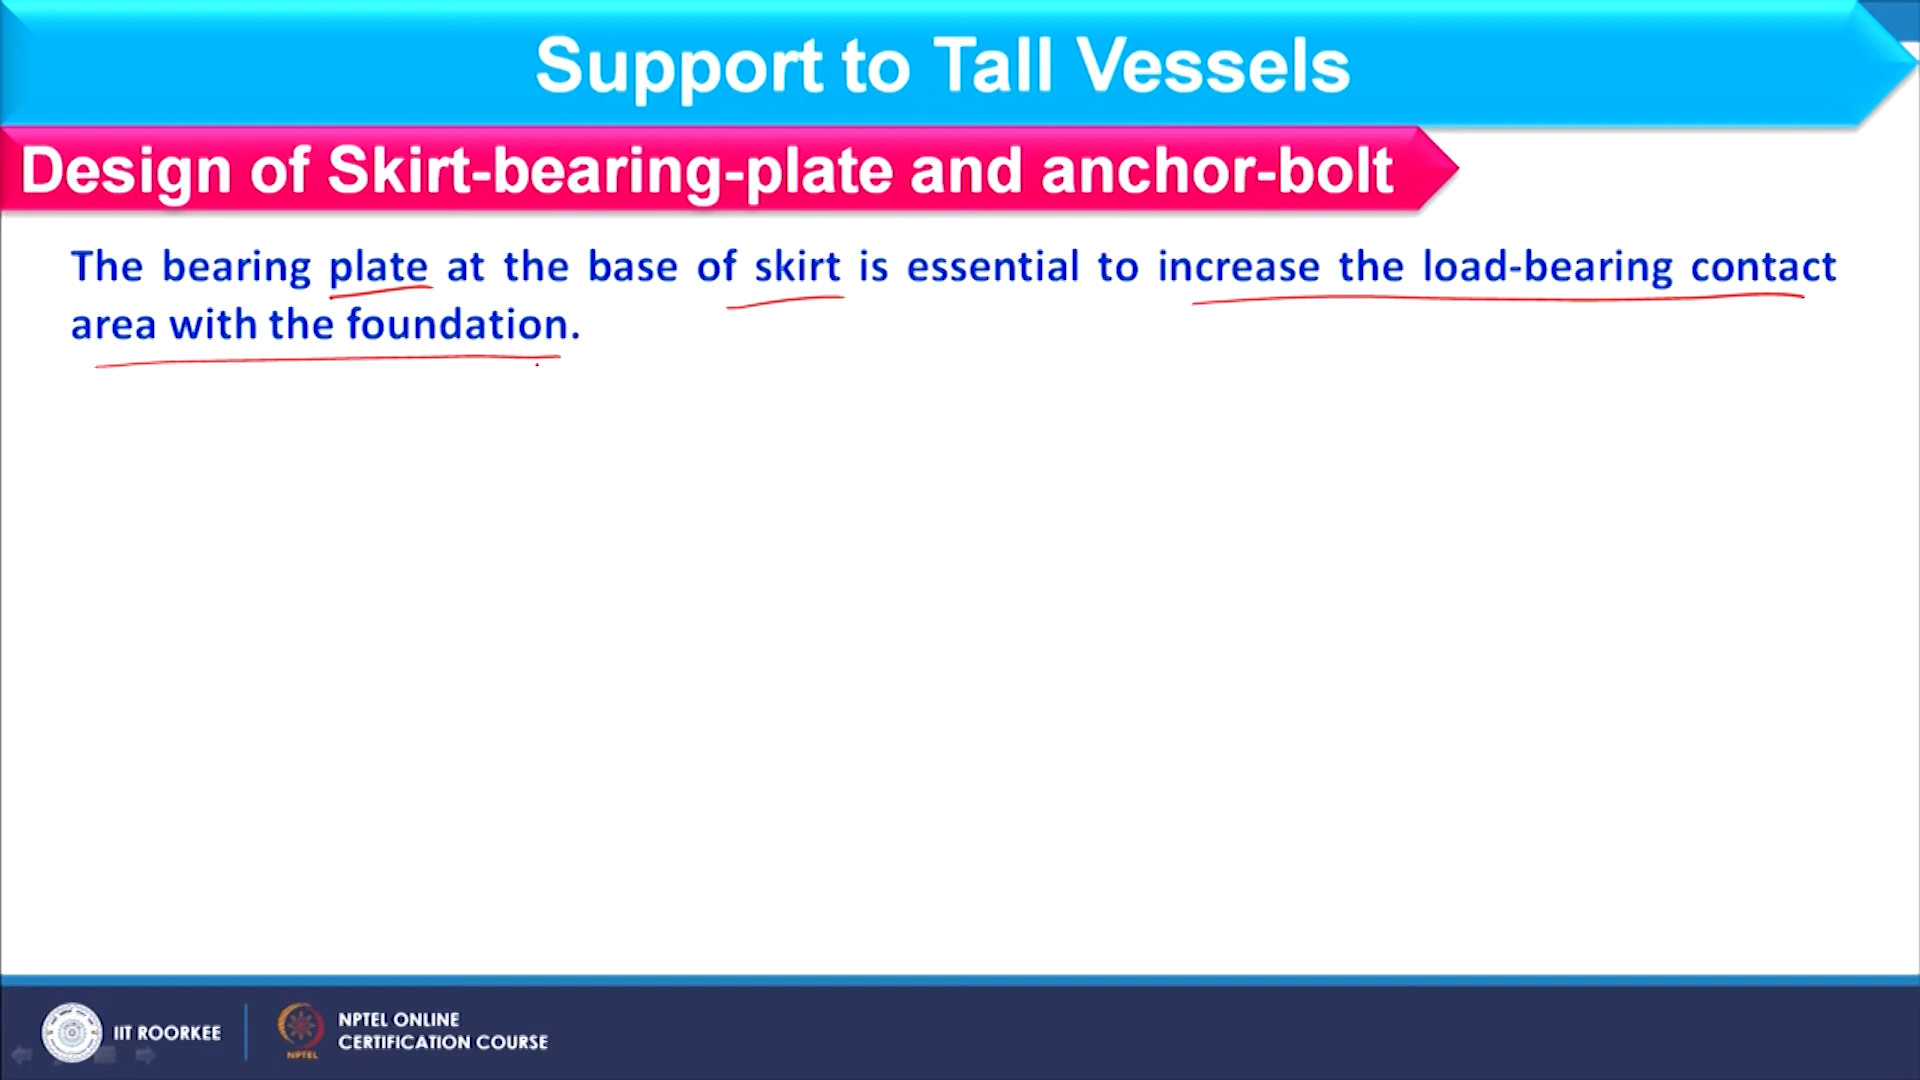 Support to Tall Vessels
Design of Skirt-bearing-plate and anchor-bolt
The bearing plate at the base of skirt is essential to increase the load-bearing contact
area with the foundation.
IIT ROORKEE
NPTEL
NPTEL ONLINE
CERTIFICATION COURSE